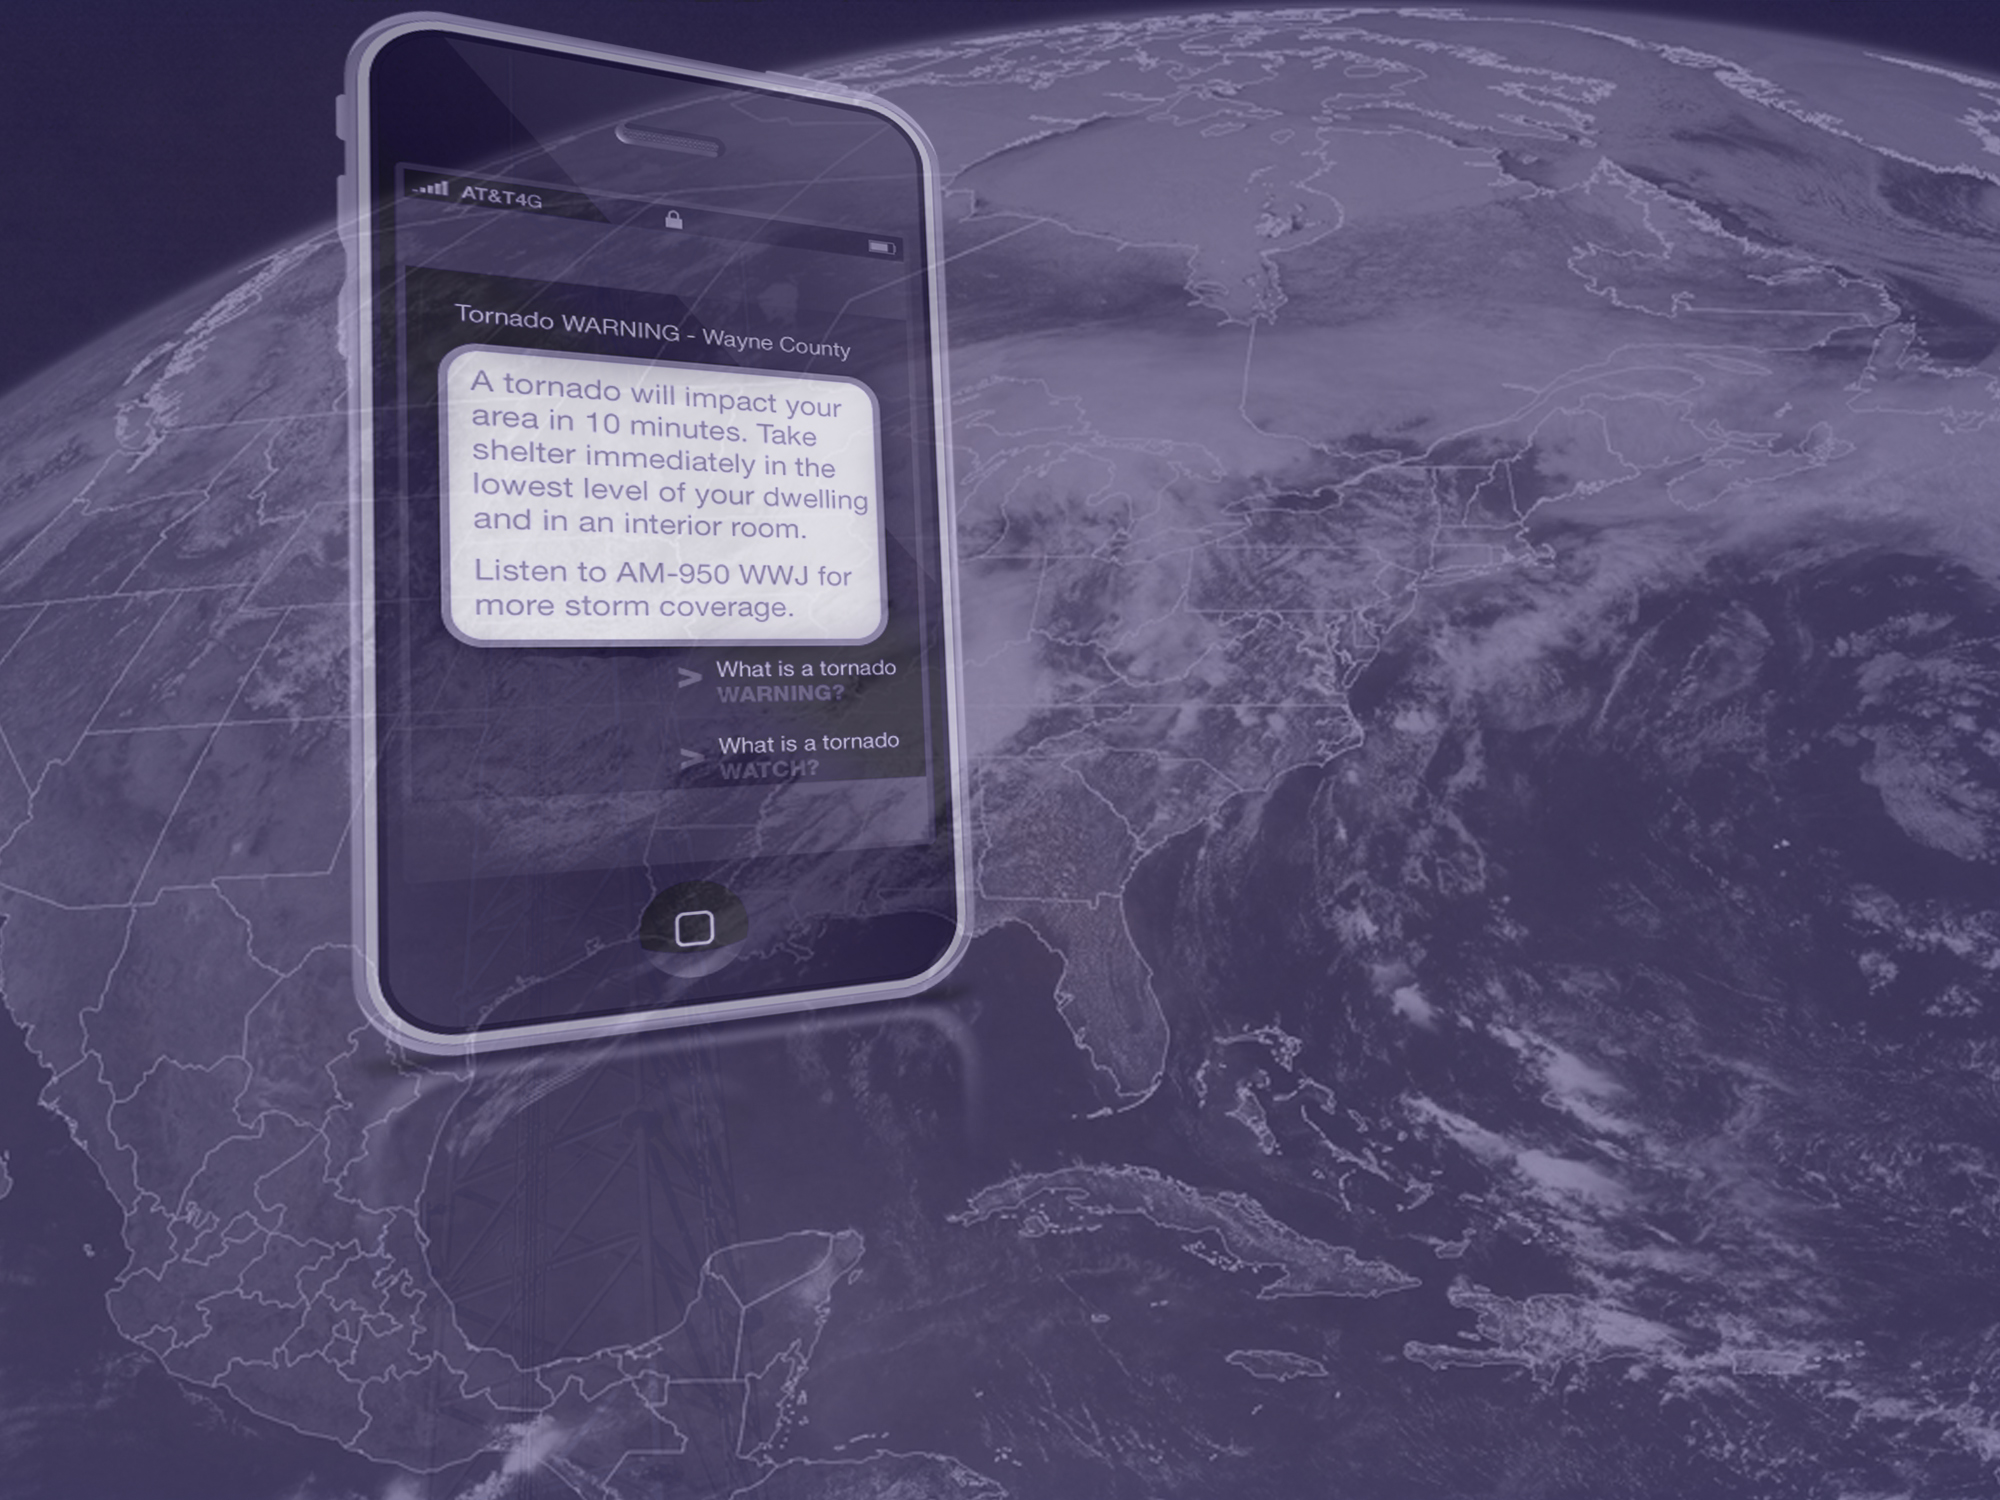 AT&T4G
Tornado WARNING - Wayne County
A tornado will impact your
area in 10 minutes. Take
shelter immediately in the
lowest level of your dwelling
and in an interior room.
Listen to AM-950 WWJ for
more storm coverage.
> What is a tornado
WARNING?
> What is a tornado
WATCH?